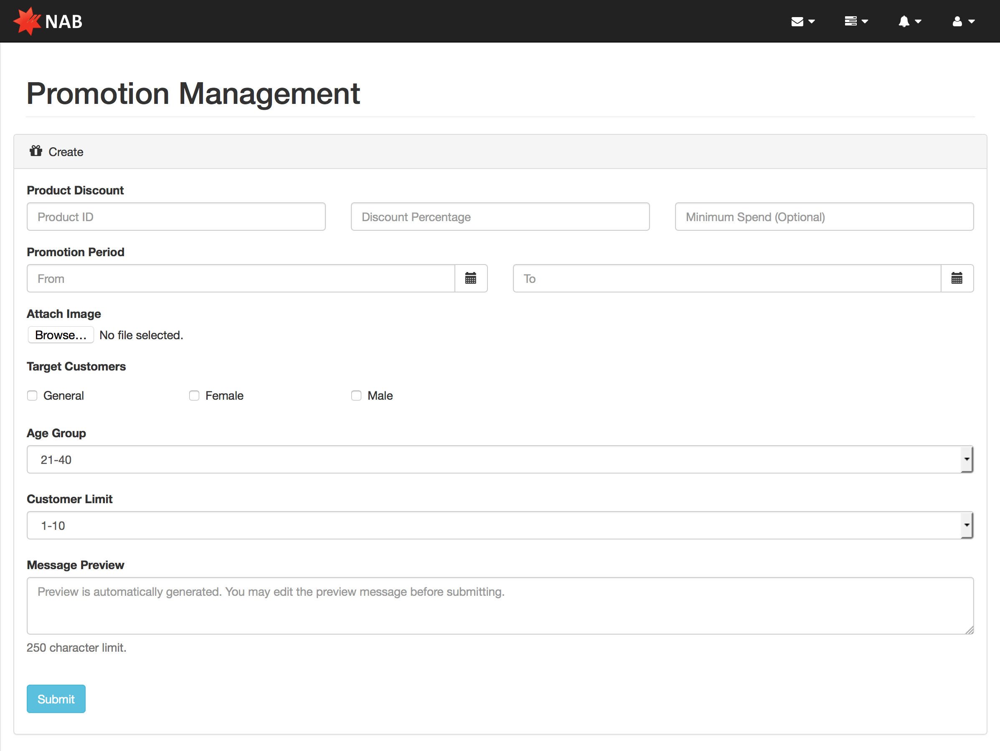 NAB
Promotion Management
Create
Product Discount
Product ID Discount Percentage Minimum Spend (Optional)
Promotion Period
From To
Attach Image
Browse... No file selected.
Target Customers
General Female Male
Age Group
21-40
Customer Limit
1-10
Message Preview
Preview is automatically generated. You may edit the preview message before submitting.
250 character limit.
Submit